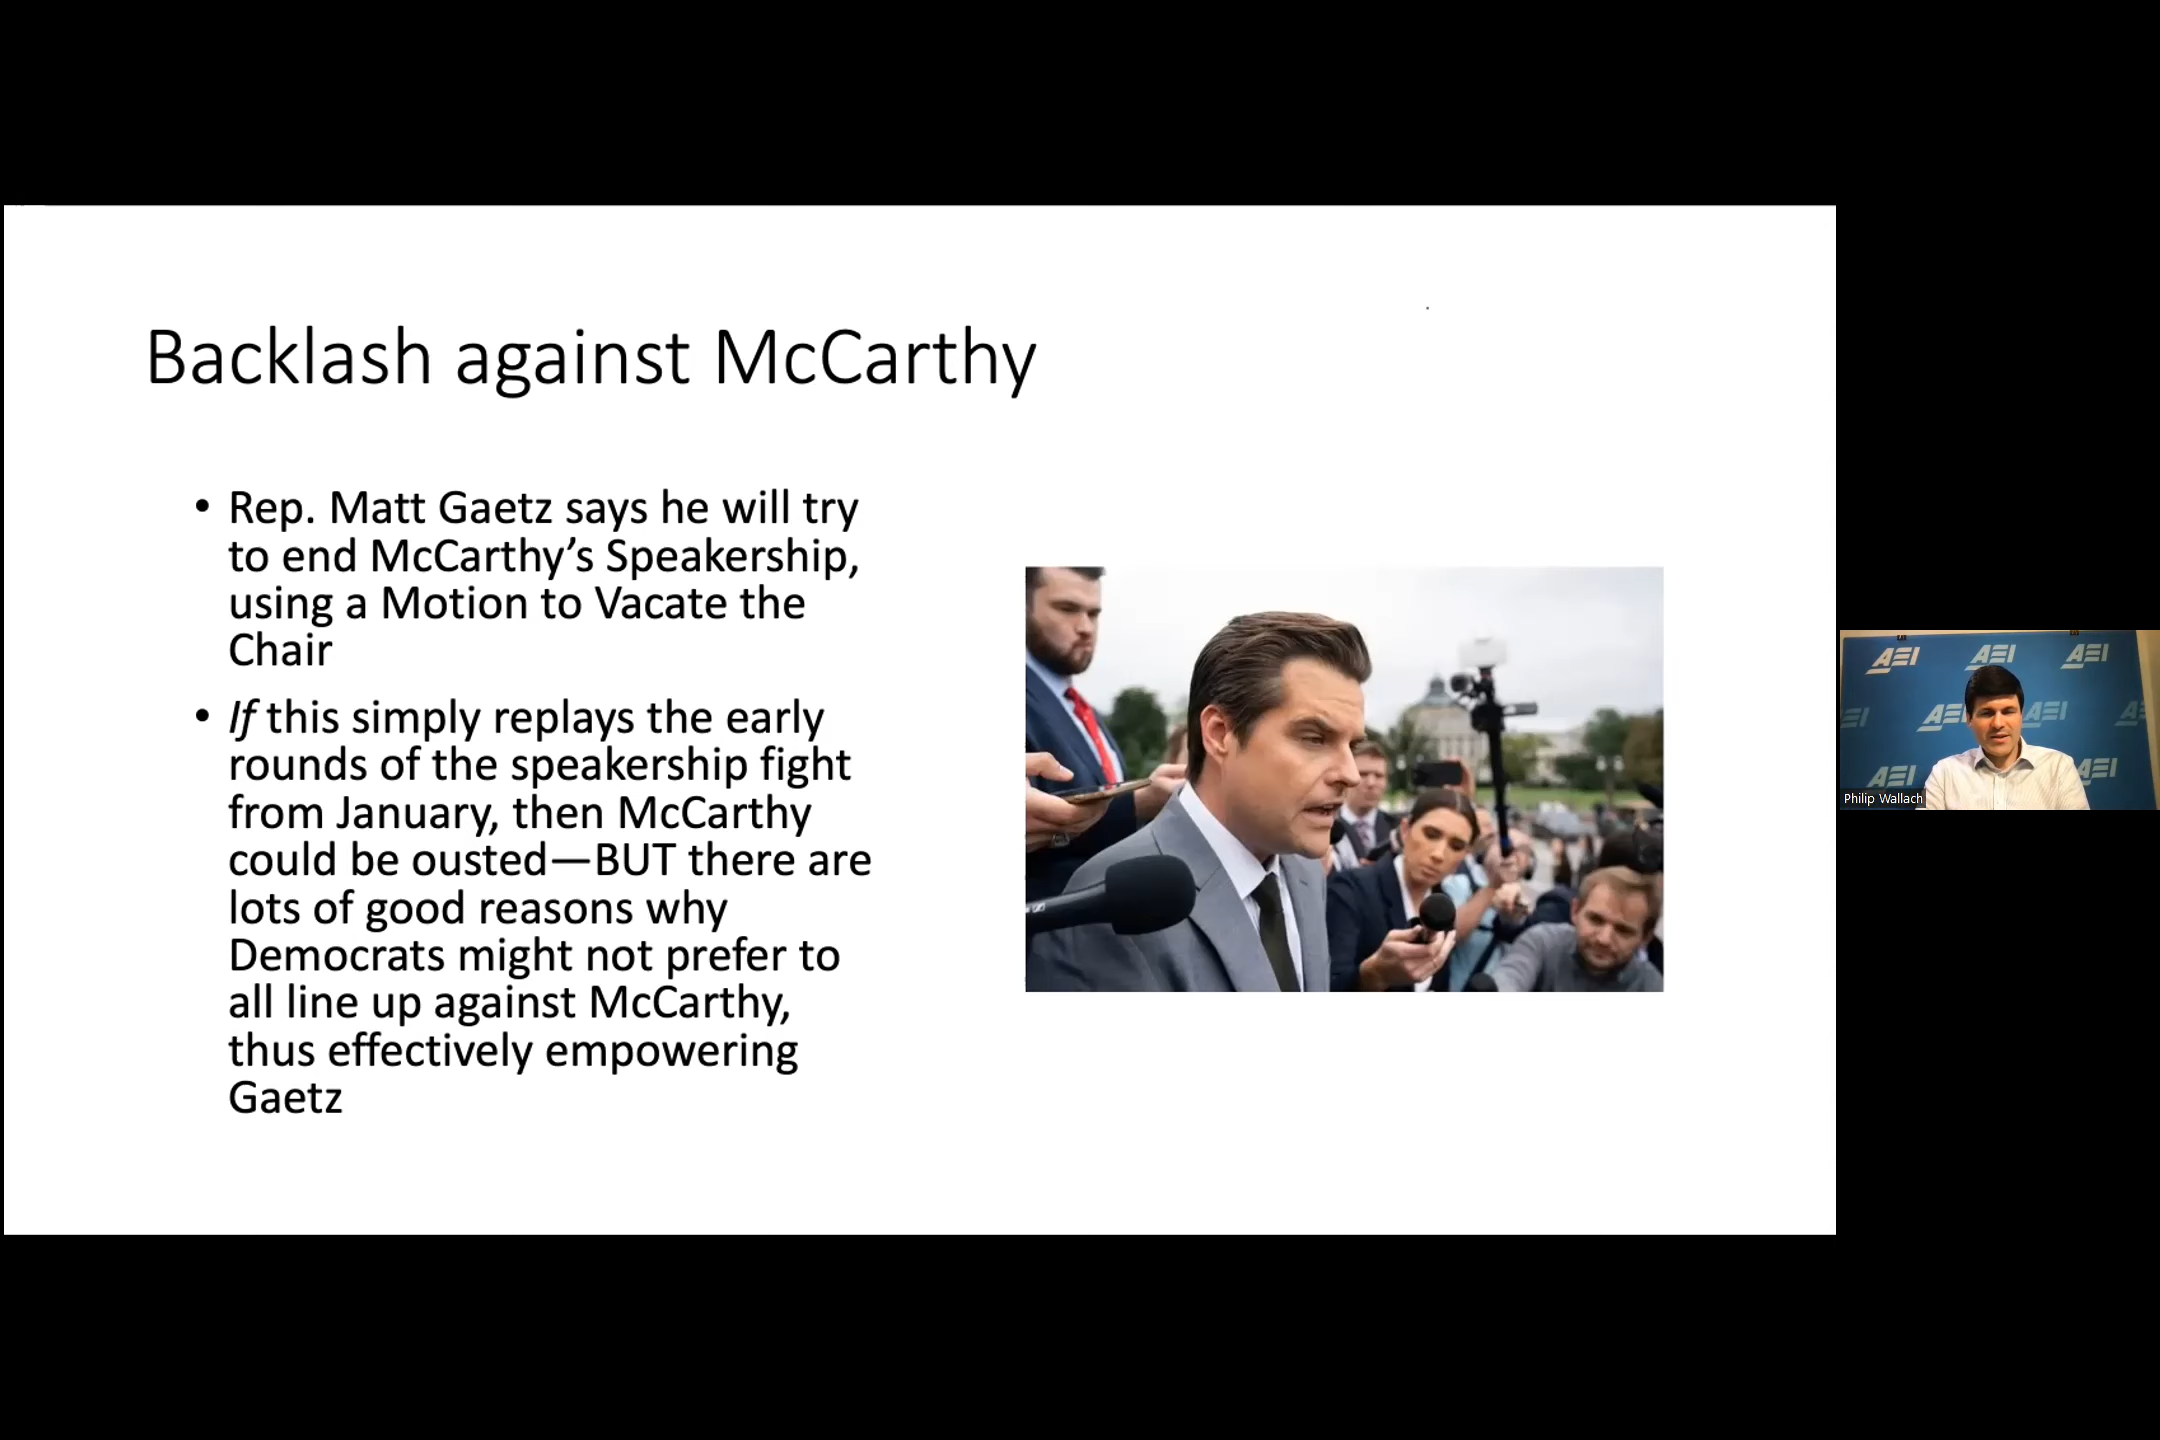 Backlash against McCarthy
• Rep. Matt Gaetz says he will try
to end McCarthy’s Speakership,
using a Motion to Vacate the
Chair
• If this simply replays the early
rounds of the speakership fight
from January, then McCarthy
could be ousted—BUT there are
lots of good reasons why
Democrats might not prefer to
all line up against McCarthy,
thus effectively empowering
Gaetz
AEI AEI AEI
EI AEI AEI A
AEI AEI
Philip Wallach